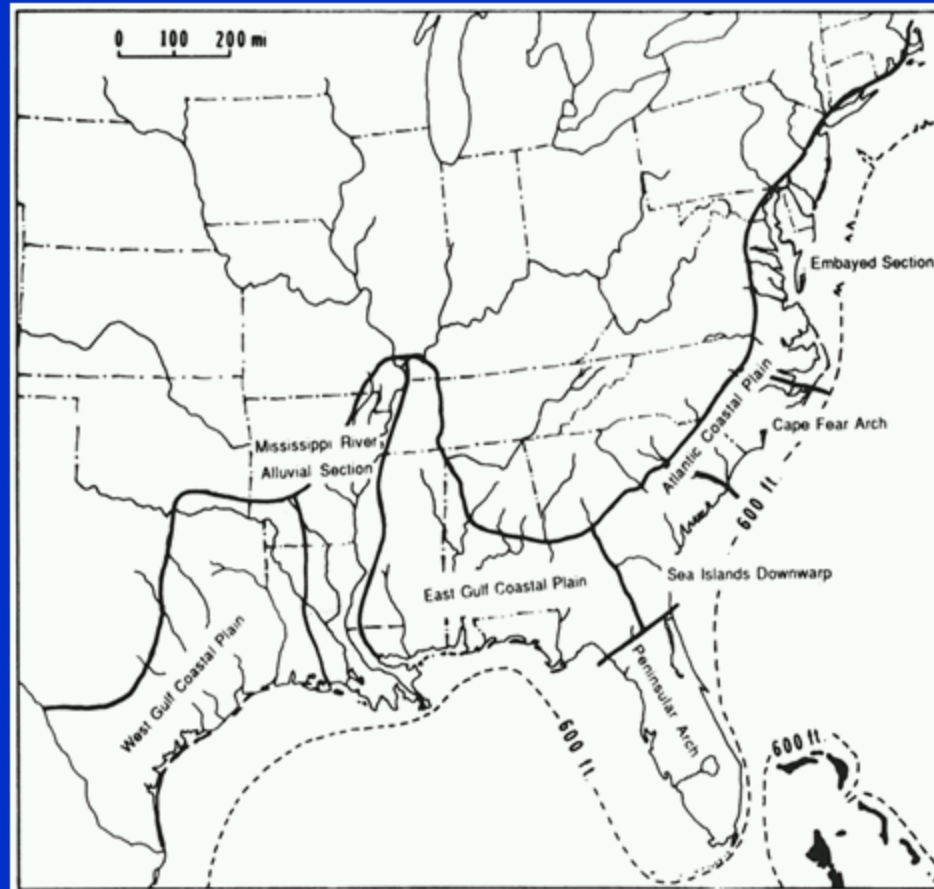 0 100 200 mi
Embayed Section
Atlantic Coastal Plain
Cape Fear Arch
600 ft.
Mississippi River
Alluvial Section
Sea Islands Downwarp
East Gulf Coastal Plain
West Gulf Coastal Plain
Peninsular Arch
600 ft.
600 ft.